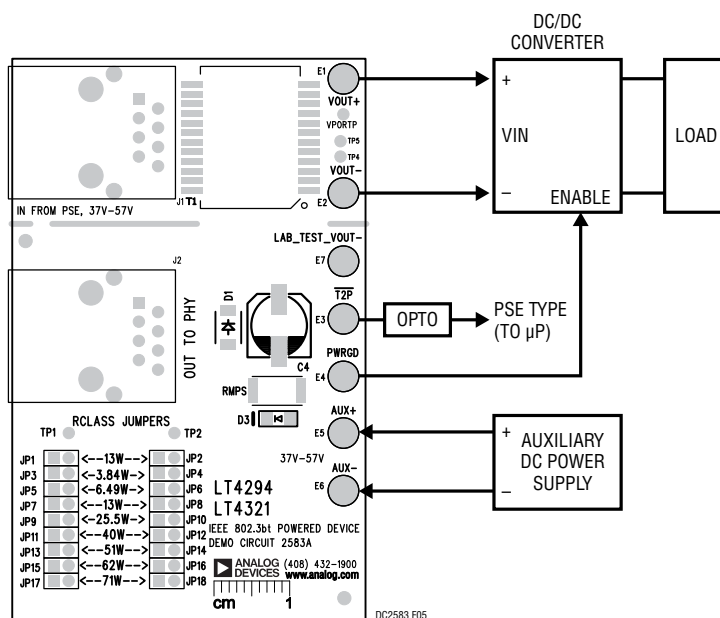 DC/DC
CONVERTER
E1
VOUT+
VPORTP
TP5
TP4
VOUT-
E2
J1 T1
IN FROM PSE, 37V-57V
+
VIN
–
ENABLE
LOAD
LAB_TEST_VOUT-
E7
J2
OUT TO PHY
D1
T2P
E3
OPTO
PSE TYPE
(TO µP)
C4
PWRGD
E4
RMPS
D3
AUX+
E5
37V-57V
AUX-
E6
+
AUXILIARY
DC POWER
SUPPLY
–
RCLASS JUMPERS
TP1 TP2
JP1 <--13W--> JP2
JP3 <-3.84W-> JP4
JP5 <-6.49W-> JP6
JP7 <--13W--> JP8
JP9 <-25.5W-> JP10
JP11 <--40W--> JP12
JP13 <--51W--> JP14
JP15 <--62W--> JP16
JP17 <--71W--> JP18
LT4294
LT4321
IEEE 802.3bt POWERED DEVICE
DEMO CIRCUIT 2583A
ANALOG DEVICES (408) 432-1900
www.analog.com
cm 1
DC2583 F05